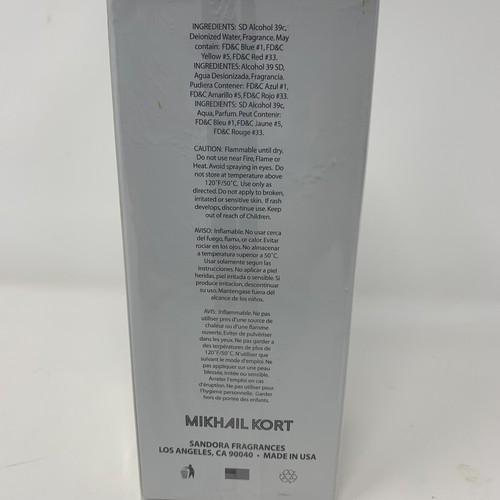 INGREDIENTS: SD Alcohol 39c,
Deionized Water, Fragrance. May
contain: FD&C Blue #1, FD&C
Yellow #5, FD&C Red #33.
INGREDIENTES: Alcohol 39 SD,
Agua Desionizada, Fragrancia.
Pudiera Contener: FD&C Azul #1,
FD&C Amarillo #5, FD&C Rojo #33.
INGREDIENTS: SD Alcohol 39c,
Aqua, Parfum. Peut Contenir:
FD&C Bleu #1, FD&C Jaune #5,
FD&C Rouge #33.
CAUTION: Flammable until dry.
Do not use near Fire, Flame or
Heat. Avoid spraying in eyes. Do
not store at temperature above
120˚F/50˚C. Use only as
directed. Do not apply to broken,
irritated or sensitive skin. If rash
develops, discontinue use. Keep
out of reach of Children.
AVISO: Inflamable. No usar cerca
del fuego, flama, or calor. Evitar
rociar en los ojos. No almacenar
a temperatura superior a 50˚C.
Usar solamente segun las
instrucciones. No aplicar a piel
heridas, piel irritada o sensible. Si
produce irritacion, descontinuar
su uso. Mantengase fuera del
alcance de los niños.
AVIS: Inflammable. Ne pas
utiliser pres d'une source de
chaleur ou d'une flamme
ouverte. Eviter de pulvériser
dans les yeux. Ne pas garder a
des terpératures de plus de
120˚F/50˚C. N'utiliser que
suivant le mode d'emploi. Ne
pas appliquer sur une peau
blessée, irritée ou sensible.
Arreter l'emploi en cas
d'éruption. Ne pas utiliser pour
l'hygiene personnelle. Garder
hors de portée des enfants.
MIKHAIL KORT
SANDORA FRAGRANCES
LOS ANGELES, CA 90040 • MADE IN USA